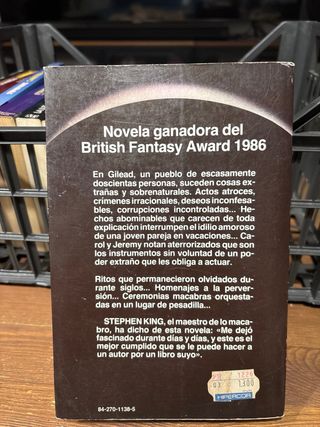 Novela ganadora del
British Fantasy Award 1986
En Gilead, un pueblo de escasamente
doscientas personas, suceden cosas ex-
trañas y sobrenaturales. Actos atroces,
crímenes irracionales, deseos inconfesa-
bles, corrupciones incontroladas... He-
chos abominables que carecen de toda
explicación interrumpen el idilio amoroso
de una joven pareja en vacaciones... Ca-
rol y Jeremy notan aterrorizados que son
los instrumentos sin voluntad de un po-
der extraño que les obliga a actuar.
Ritos que permanecieron olvidados du-
rante siglos... Homenajes a la perver-
sión... Ceremonias macabras orquesta-
das en un lugar de pesadilla...
STEPHEN KING, el maestro de lo maca-
bro, ha dicho de esta novela: «Me dejó
fascinado durante días y días, y este es el
mejor cumplido que se le puede hacer a
un autor por un libro suyo».
1300
HIPERCOR
84-270-1138-5